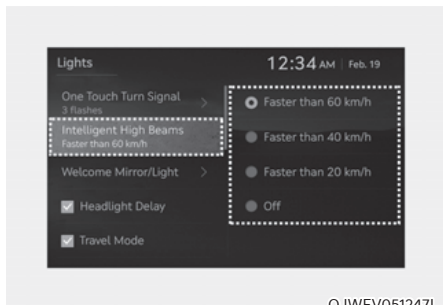 Lights
12:34 AM Feb. 19
One Touch Turn Signal
3 flashes
Intelligent High Beams
Faster than 60 km/h
Welcome Mirror/Light
Headlight Delay
Travel Mode
Faster than 60 km/h
Faster than 40 km/h
Faster than 20 km/h
Off